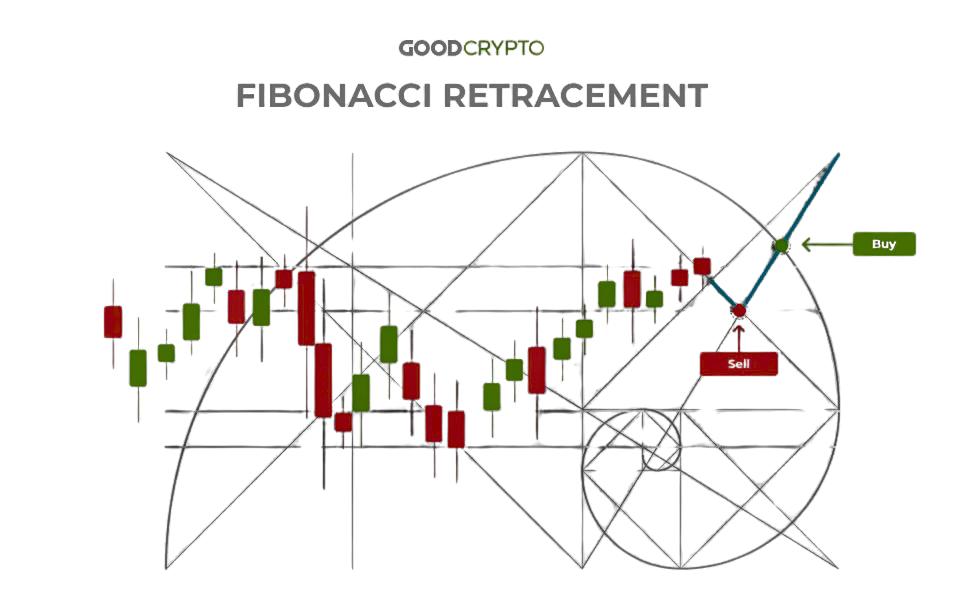 GOODCRYPTO
FIBONACCI RETRACEMENT
Buy
Sell